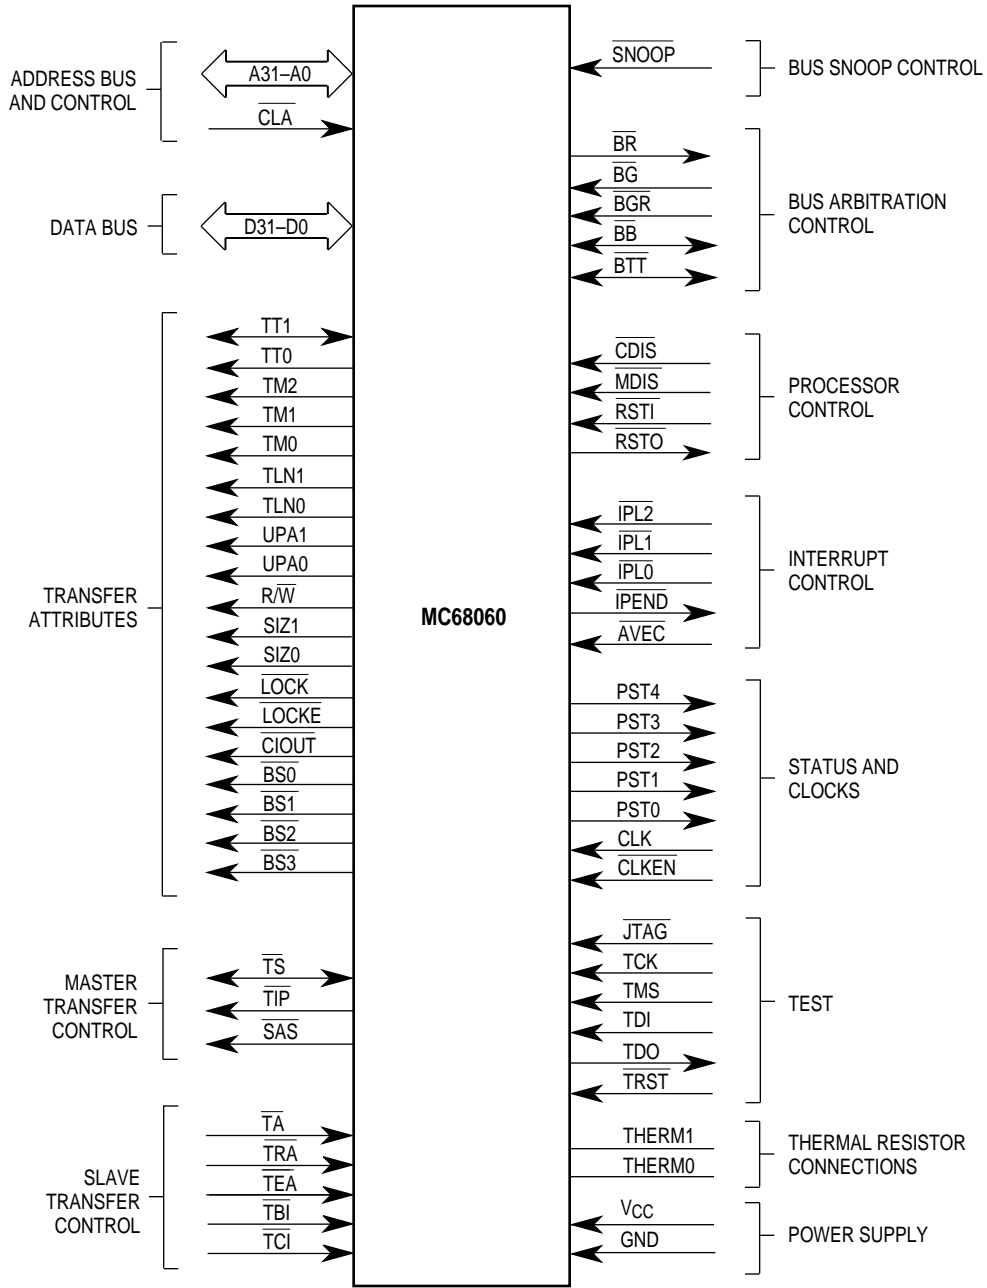 ADDRESS BUS
AND CONTROL
A31–A0
CLA
DATA BUS
D31–D0
TRANSFER
ATTRIBUTES
TT1
TT0
TM2
TM1
TM0
TLN1
TLN0
UPA1
UPA0
R/W
SIZ1
SIZ0
LOCK
LOCKE
CIOUT
BS0
BS1
BS2
BS3
MASTER
TRANSFER
CONTROL
TS
TIP
SAS
SLAVE
TRANSFER
CONTROL
TA
TRA
TEA
TBI
TCI
MC68060
SNOOP
BUS SNOOP CONTROL
BR
BG
BGR
BB
BTT
BUS ARBITRATION
CONTROL
CDIS
MDIS
RSTI
RSTO
PROCESSOR
CONTROL
IPL2
IPL1
IPL0
IPEND
AVEC
INTERRUPT
CONTROL
PST4
PST3
PST2
PST1
PST0
CLK
CLKEN
STATUS AND
CLOCKS
JTAG
TCK
TMS
TDI
TDO
TRST
TEST
THERM1
THERM0
THERMAL RESISTOR
CONNECTIONS
VCC
GND
POWER SUPPLY